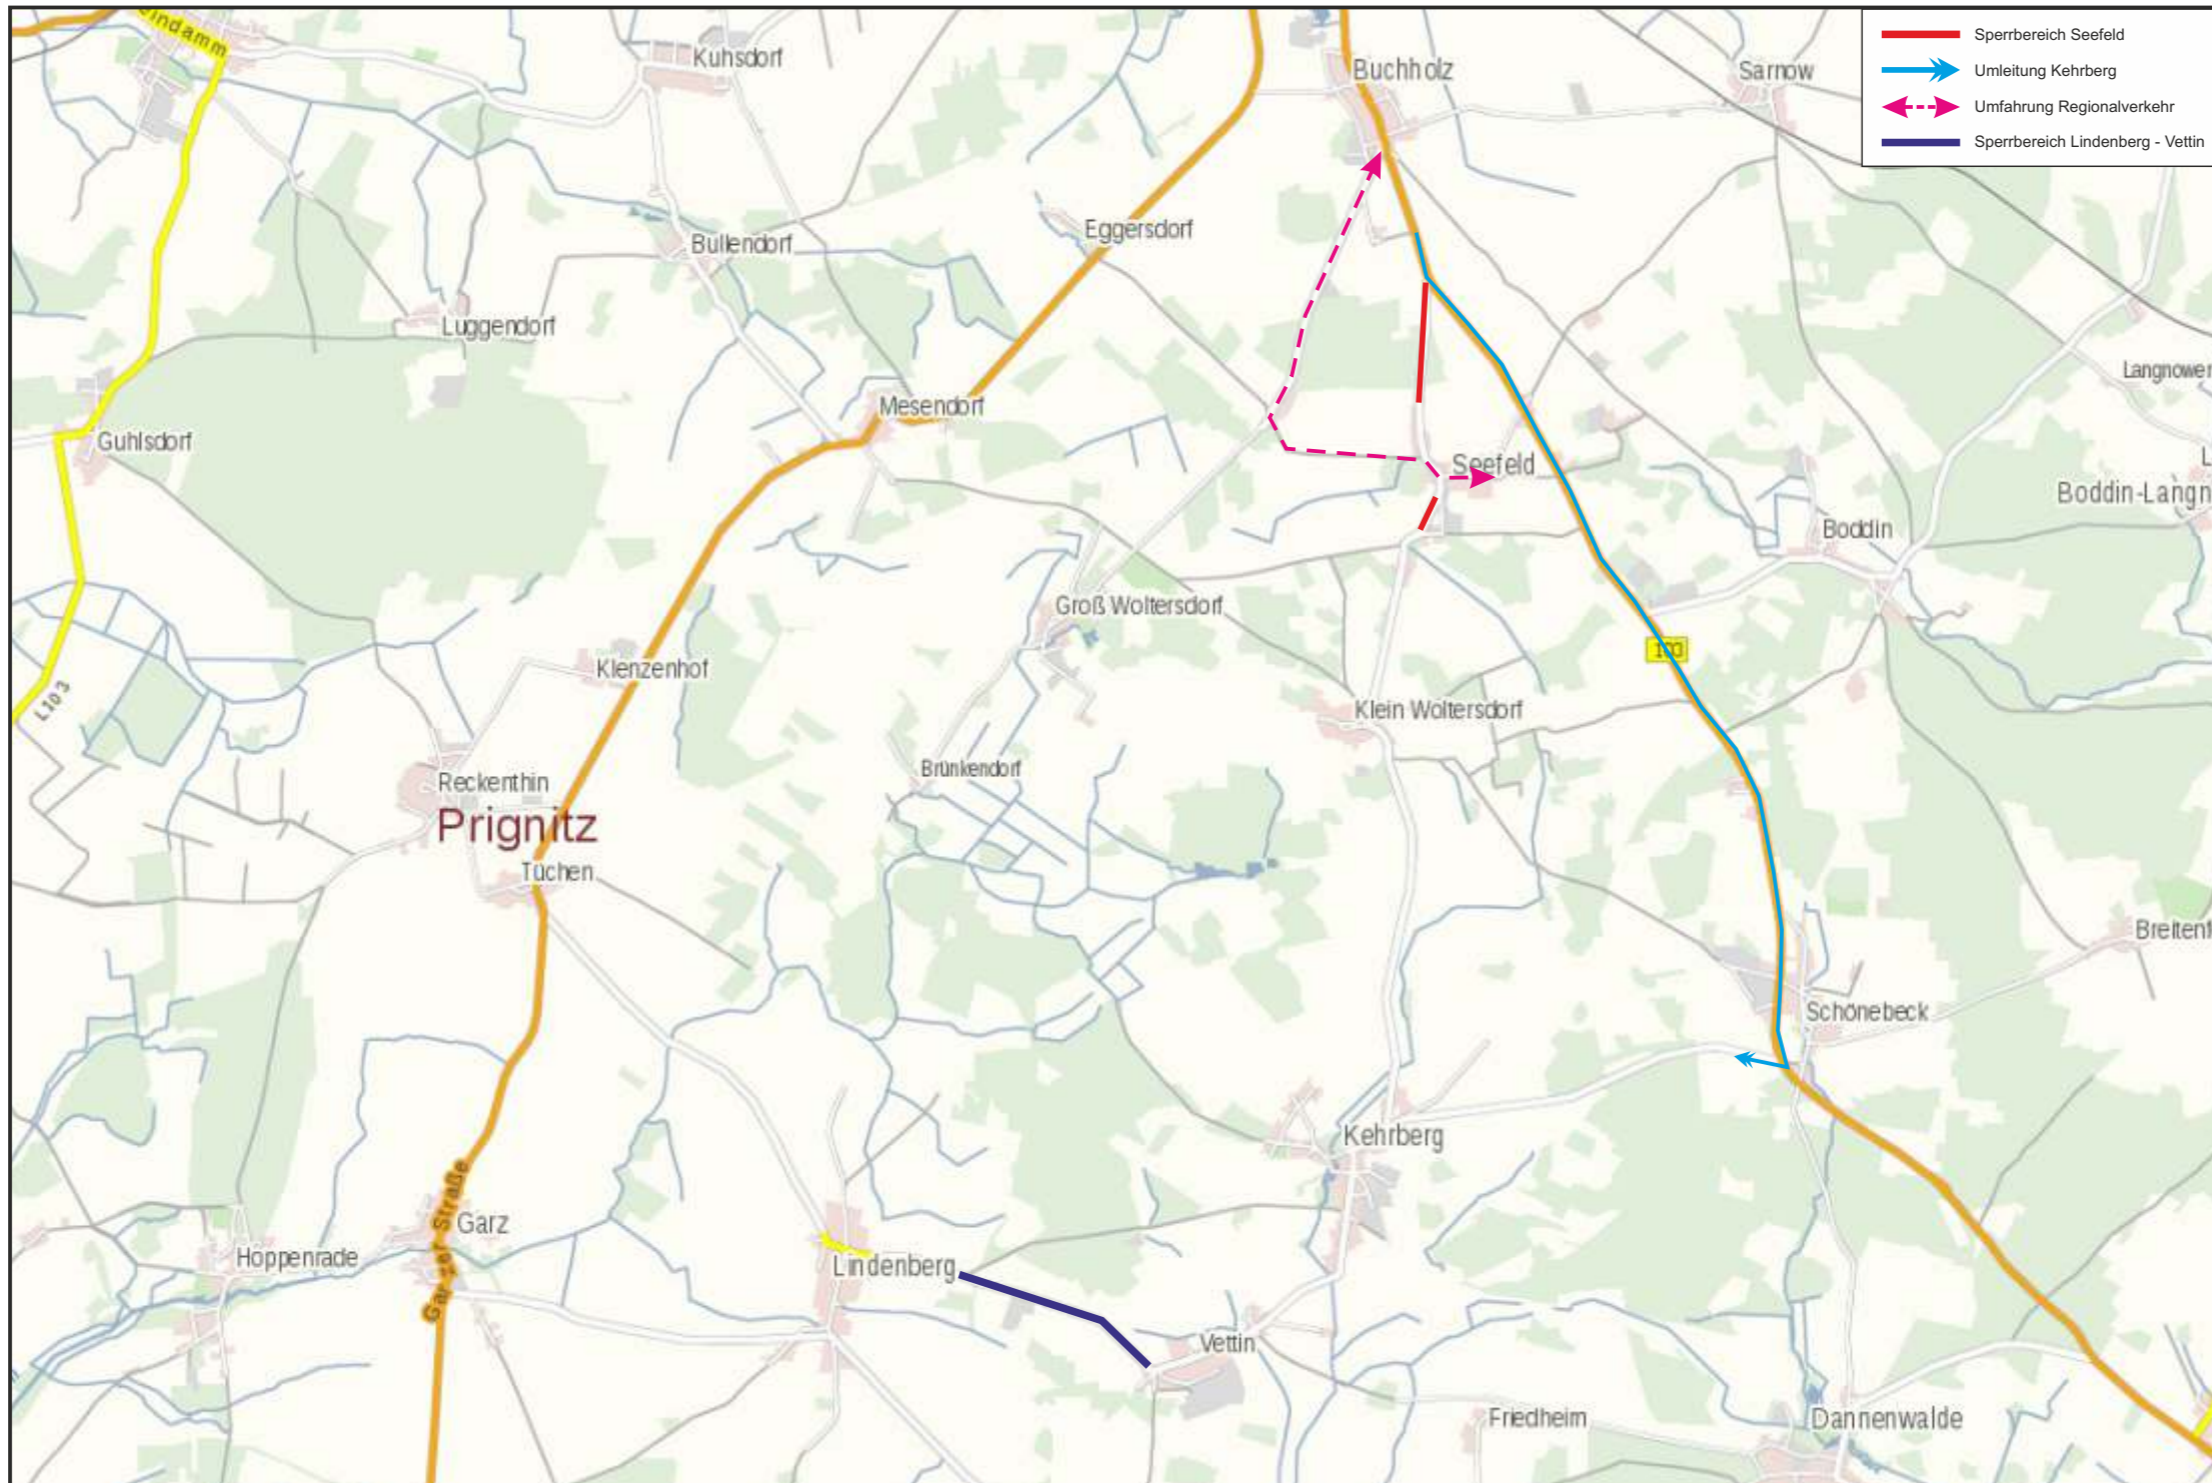 Sperrbereich Seefeld
Umleitung Kehrberg
Umfahrung Regionalverkehr
Sperrbereich Lindenberg - Vettin
Kuhsdorf
Buchholz
Sarnow
Eggersdorf
Bullendorf
Luggendorf
Langnower
Mesendorf
Guhlsdorf
Seefeld
Boddin-Langn
Boddin
Groß Woltersdorf
100
Klenzenhof
L103
Klein Woltersdorf
Brünkendorf
Reckenthin
Prignitz
Tüchen
Breitenf
Schönebeck
Kehrberg
Garzer Straße
Garz
Hoppenrade
Lindenberg
Vettin
Friedheim
Dannenwalde